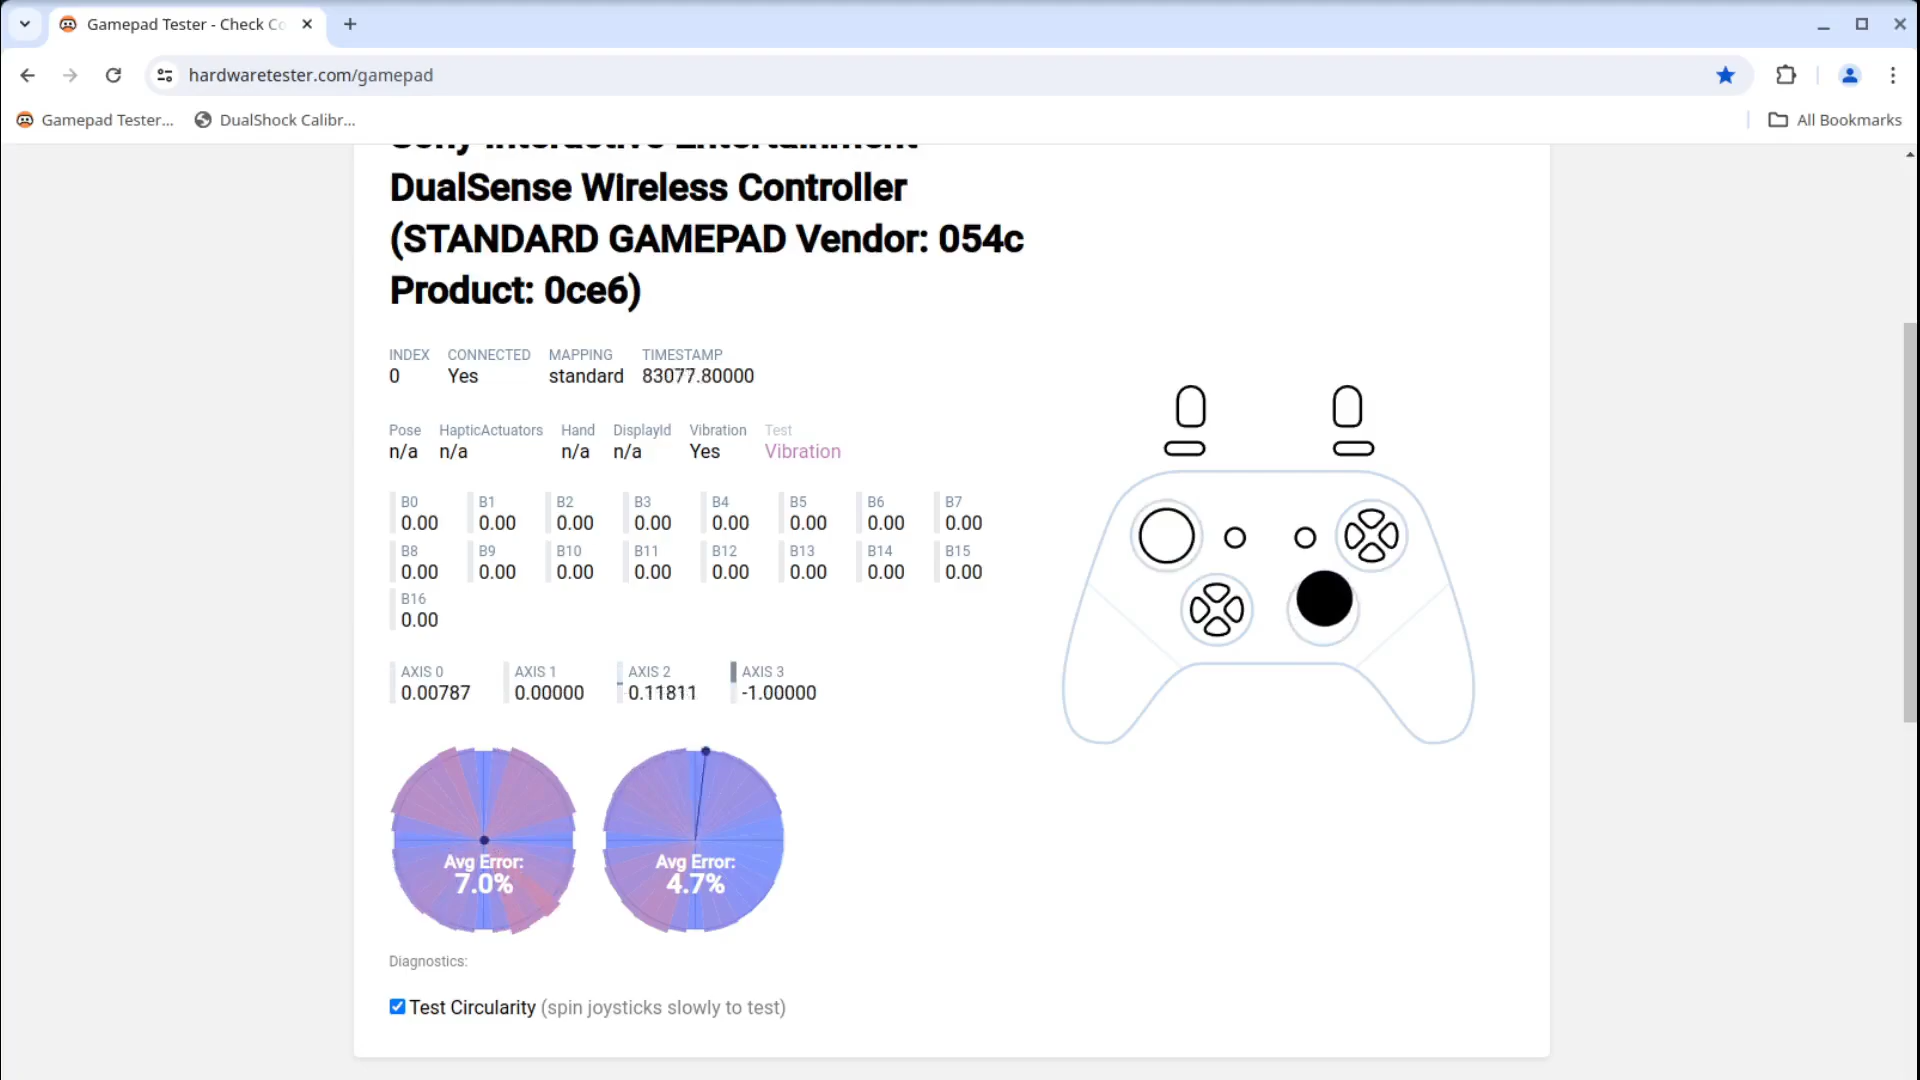 Gamepad Tester - Check Co
hardwaretester.com/gamepad
Gamepad Tester...
DualShock Calibr...
All Bookmarks
Sony Interactive Entertainment
DualSense Wireless Controller
(STANDARD GAMEPAD Vendor: 054c
Product: 0ce6)
INDEX CONNECTED MAPPING TIMESTAMP
0 Yes standard 83077.80000
Pose HapticActuators Hand DisplayId Vibration Test
n/a n/a n/a n/a Yes Vibration
B0 B1 B2 B3 B4 B5 B6 B7
0.00 0.00 0.00 0.00 0.00 0.00 0.00 0.00
B8 B9 B10 B11 B12 B13 B14 B15
0.00 0.00 0.00 0.00 0.00 0.00 0.00 0.00
B16
0.00
AXIS 0 AXIS 1 AXIS 2 AXIS 3
0.00787 0.00000 0.11811 -1.00000
Avg Error: Avg Error:
7.0% 4.7%
Diagnostics:
Test Circularity (spin joysticks slowly to test)